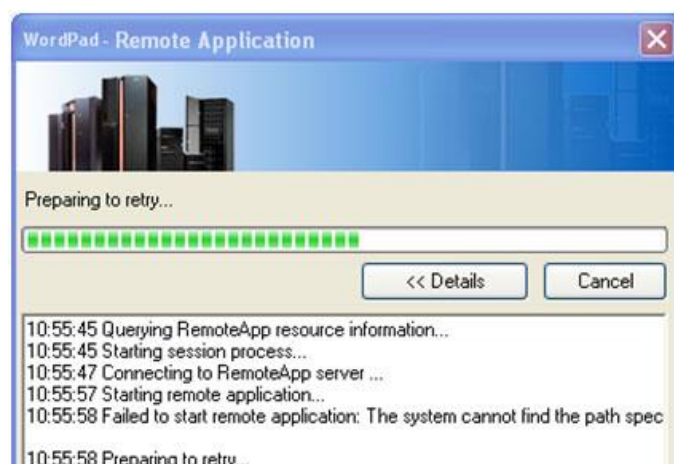 WordPad - Remote Application
Preparing to retry...
<< Details
Cancel
10:55:45 Querying RemoteApp resource information...
10:55:45 Starting session process...
10:55:47 Connecting to RemoteApp server ...
10:55:57 Starting remote application...
10:55:58 Failed to start remote application: The system cannot find the path spec
10:55:58 Preparing to retry...